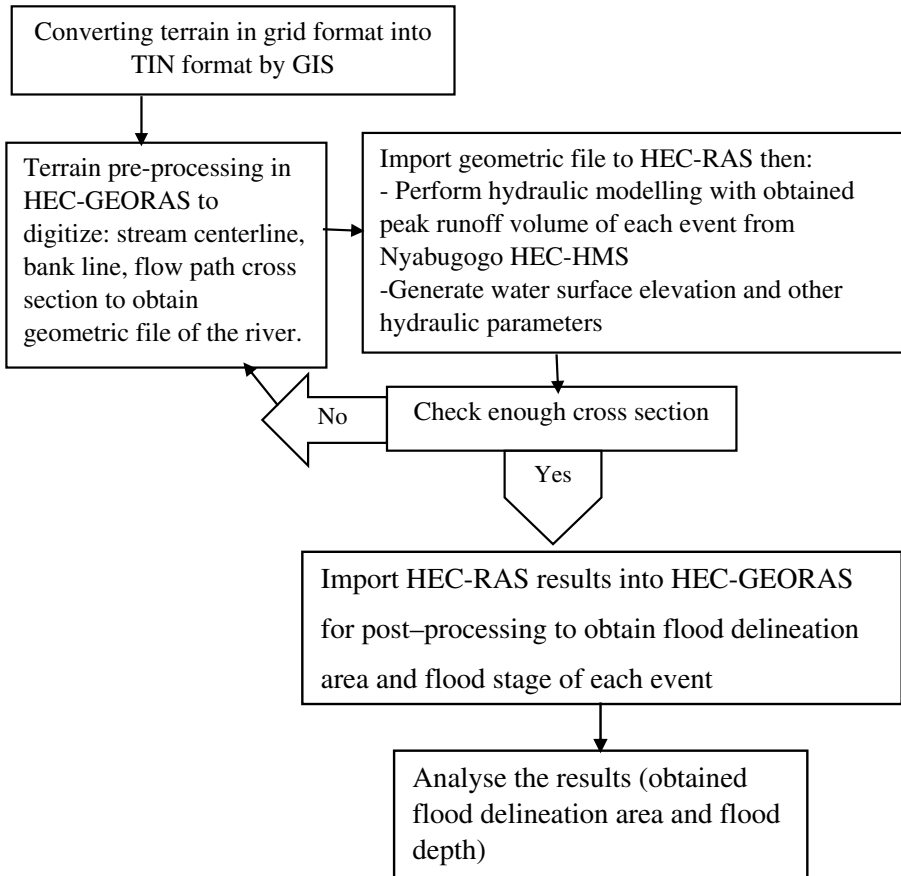 Converting terrain in grid format into
TIN format by GIS
Terrain pre-processing in
HEC-GEORAS to
digitize: stream centerline,
bank line, flow path cross
section to obtain
geometric file of the river.
Import geometric file to HEC-RAS then:
- Perform hydraulic modelling with obtained
peak runoff volume of each event from
Nyabugogo HEC-HMS
-Generate water surface elevation and other
hydraulic parameters
Check enough cross section
No
Yes
Import HEC-RAS results into HEC-GEORAS
for post–processing to obtain flood delineation
area and flood stage of each event
Analyse the results (obtained
flood delineation area and flood
depth)